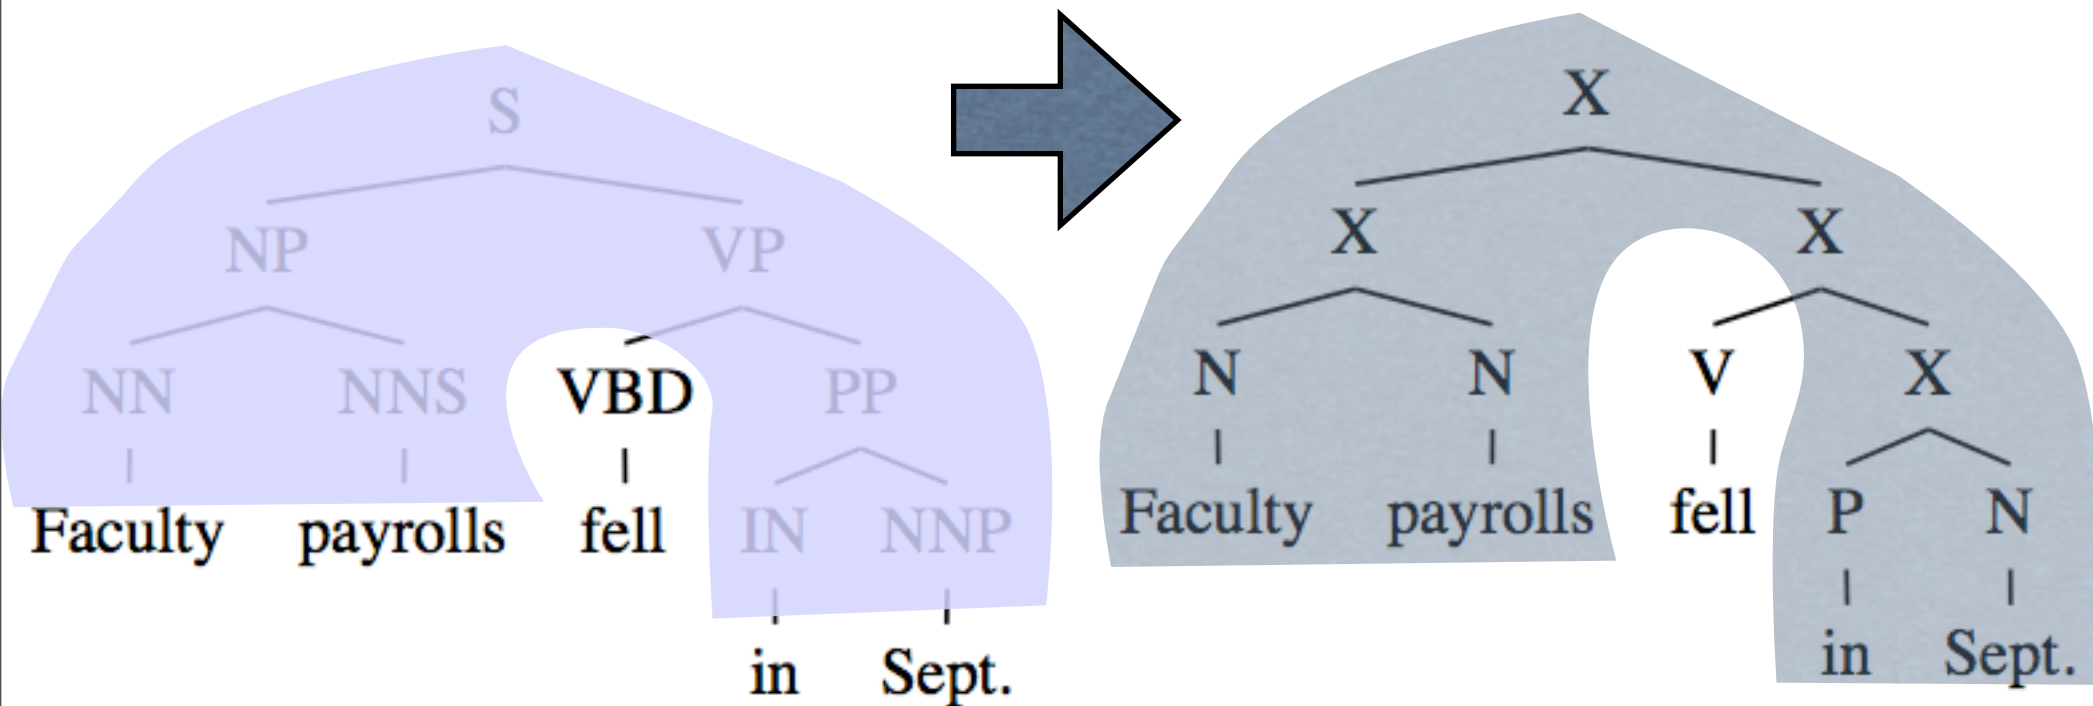 S
NP VP
NN NNS VBD PP
Faculty payrolls fell IN NNP
in Sept.
X
X X
N N V X
Faculty payrolls fell P N
in Sept.